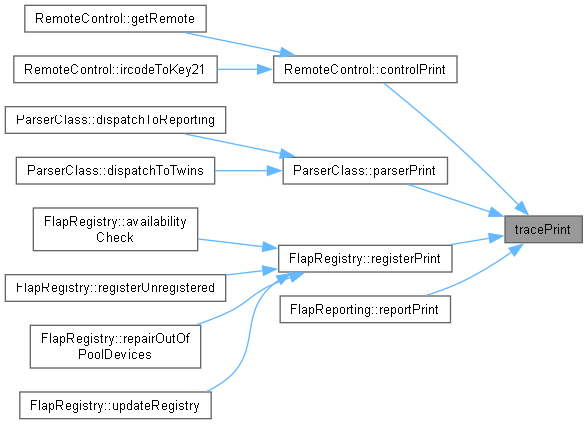 RemoteControl::getRemote
RemoteControl::ircodeToKey21
RemoteControl::controlPrint
ParserClass::dispatchToReporting
ParserClass::dispatchToTwins
ParserClass::parserPrint
tracePrint
FlapRegistry::availability
Check
FlapRegistry::registerPrint
FlapRegistry::registerUnregistered
FlapReporting::reportPrint
FlapRegistry::repairOutOf
PoolDevices
FlapRegistry::updateRegistry